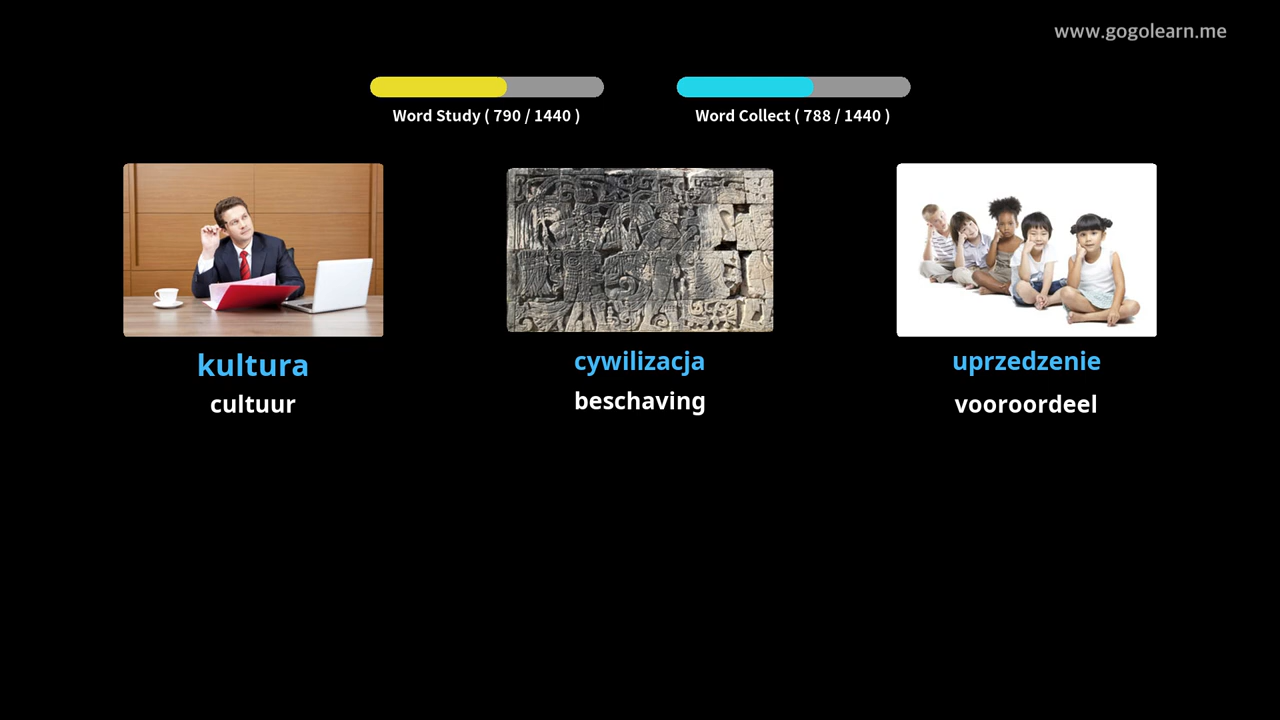 www.gogolearn.me
Word Study ( 790 / 1440 )
Word Collect ( 788 / 1440 )
kultura
cultuur
cywilizacja
beschaving
uprzedzenie
vooroordeel